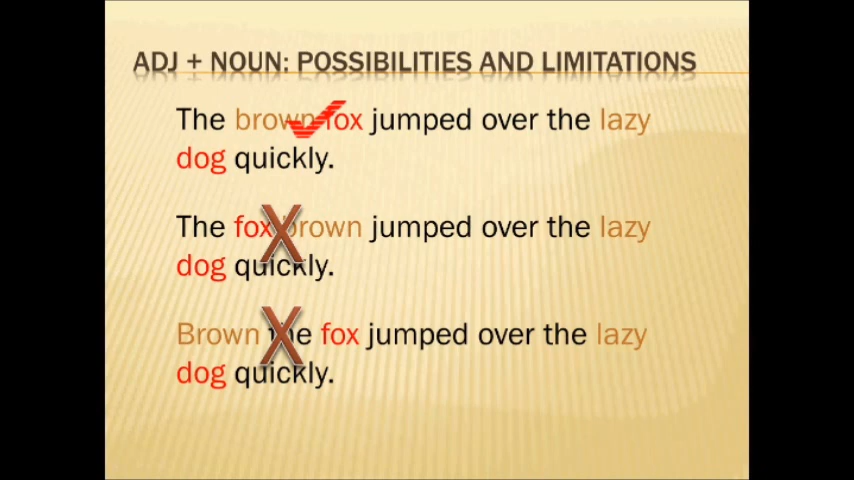 ADJ + NOUN: POSSIBILITIES AND LIMITATIONS
The brown fox jumped over the lazy
dog quickly.
The fox brown jumped over the lazy
dog quickly.
Brown the fox jumped over the lazy
dog quickly.